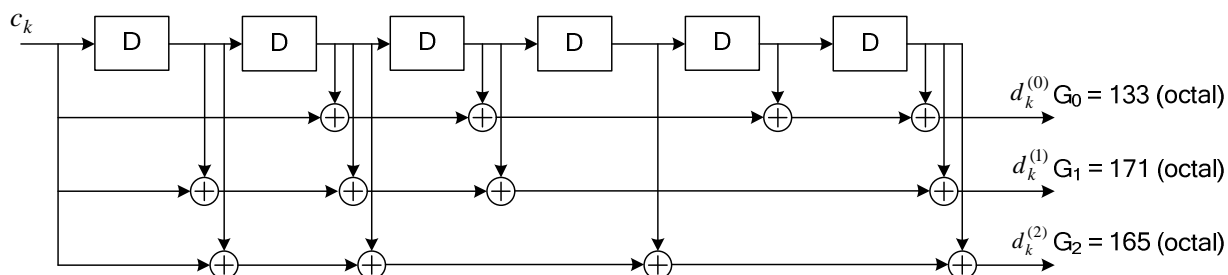 c_k
D D D D D D
d_k^{(0)} G₀ = 133 (octal)
d_k^{(1)} G₁ = 171 (octal)
d_k^{(2)} G₂ = 165 (octal)